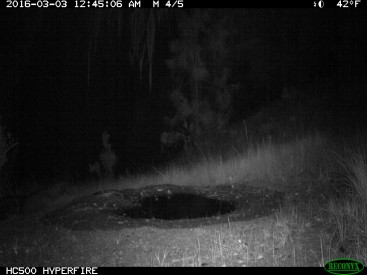 2016-03-03 12:45:06 AM M 4/5 42°F
HC500 HYPERFIRE
RECONYX